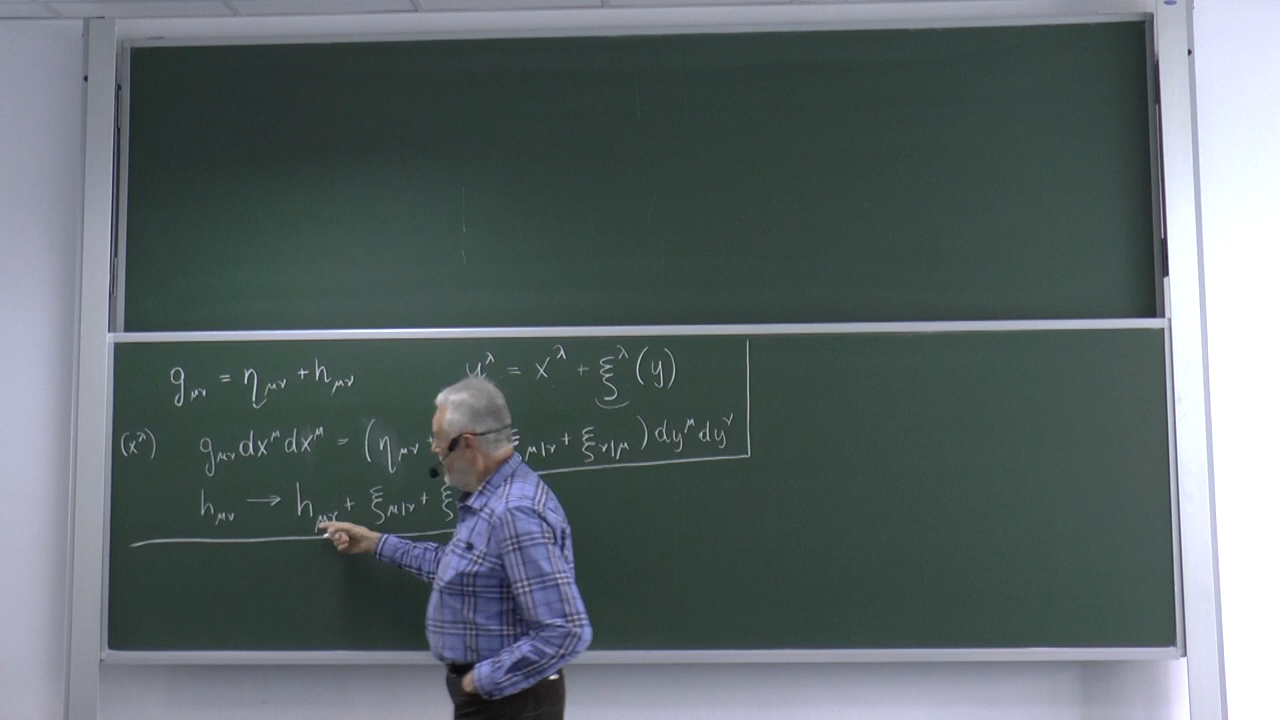 g_{μν} = η_{μν} + h_{μν} y^λ = x^λ + ξ^λ (y)
(x^λ) g_{μν} dx^μ dx^μ = (η_{μν} + ξ_{μ|ν} + ξ_{ν|μ}) dy^μ dy^ν
h_{μν} → h_{μν} + ξ_{μ|ν} + ξ